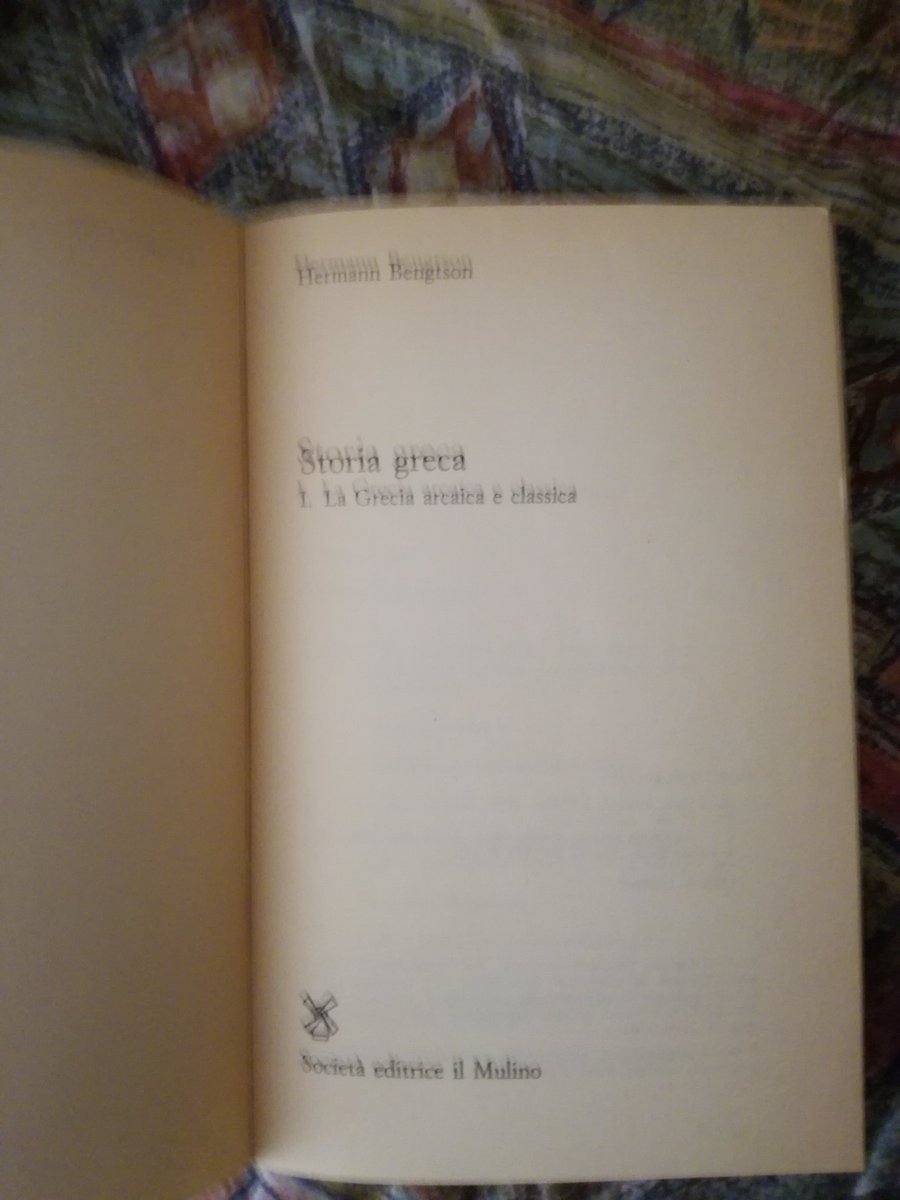 Hermann Bengtson
Storia greca
I. La Grecia arcaica e classica
Società editrice il Mulino